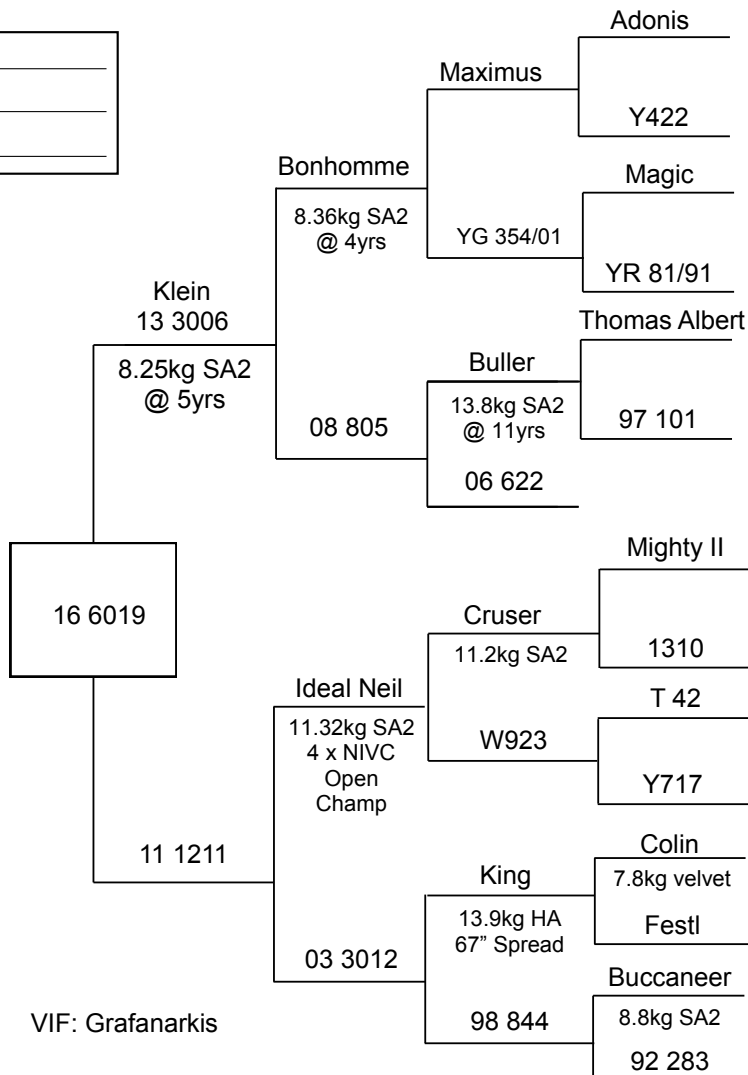 Adonis
Maximus
Y422
Bonhomme
Magic
8.36kg SA2
@ 4yrs
YG 354/01
YR 81/91
Klein
13 3006
Thomas Albert
8.25kg SA2
@ 5yrs
Buller
13.8kg SA2
@ 11yrs
08 805
97 101
06 622
16 6019
Mighty II
Cruser
11.2kg SA2
1310
Ideal Neil
T 42
11.32kg SA2
4 x NIVC
Open
Champ
W923
Y717
11 1211
Colin
King
7.8kg velvet
13.9kg HA
67” Spread
Festl
03 3012
Buccaneer
98 844
8.8kg SA2
92 283
VIF: Grafanarkis